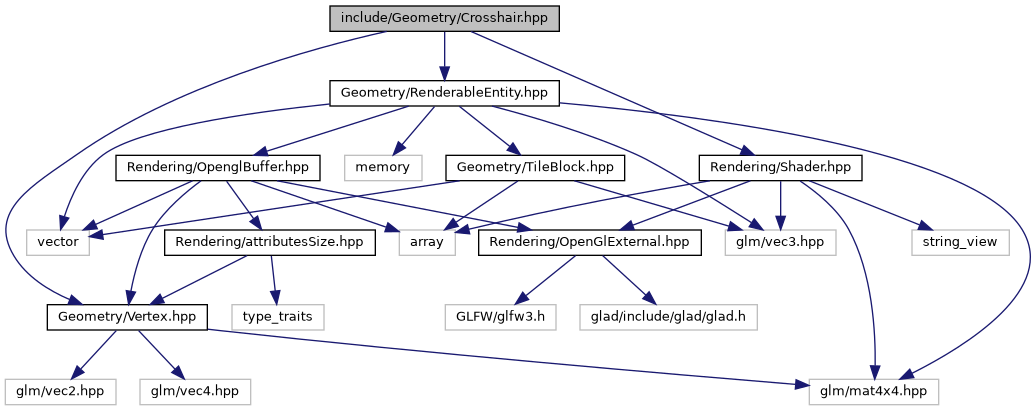 include/Geometry/Crosshair.hpp
Geometry/RenderableEntity.hpp
Rendering/OpenglBuffer.hpp
memory
Geometry/TileBlock.hpp
Rendering/Shader.hpp
vector
Rendering/attributesSize.hpp
array
Rendering/OpenGlExternal.hpp
glm/vec3.hpp
string_view
Geometry/Vertex.hpp
type_traits
GLFW/glfw3.h
glad/include/glad/glad.h
glm/vec2.hpp
glm/vec4.hpp
glm/mat4x4.hpp